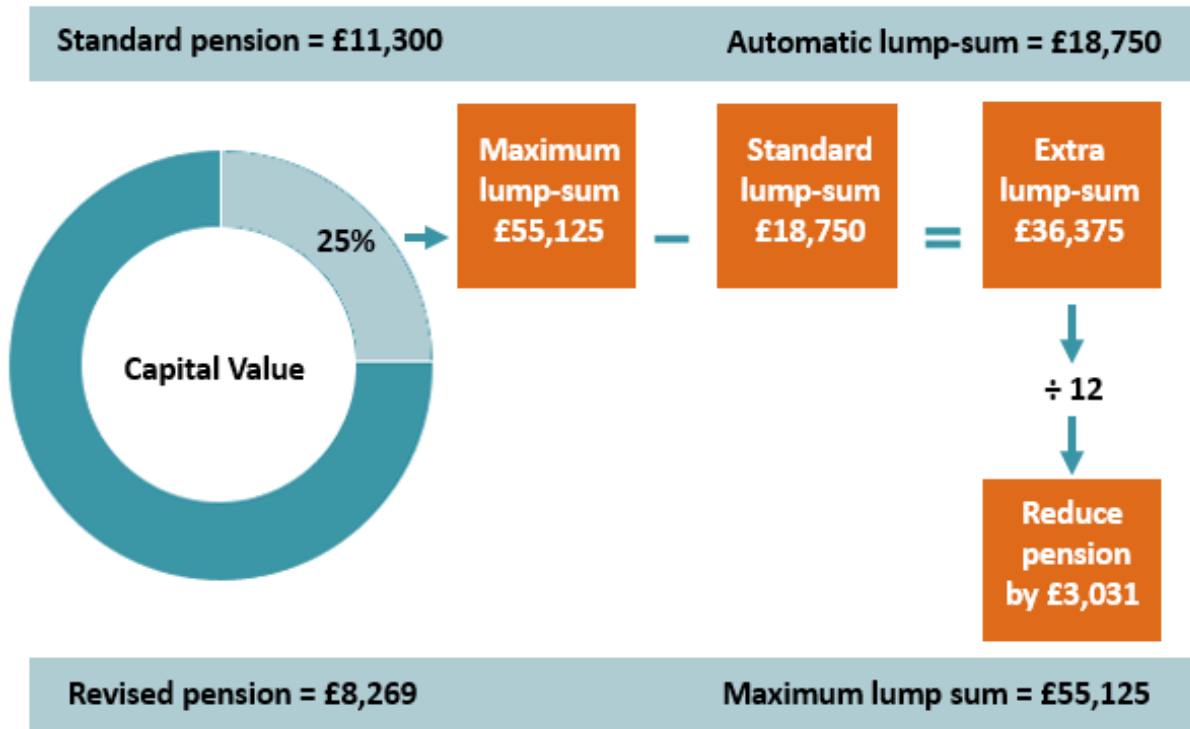 Standard pension = £11,300
Automatic lump-sum = £18,750
25%
Maximum
lump-sum
£55,125
–
Standard
lump-sum
£18,750
=
Extra
lump-sum
£36,375
Capital Value
÷ 12
Reduce
pension
by £3,031
Revised pension = £8,269
Maximum lump sum = £55,125